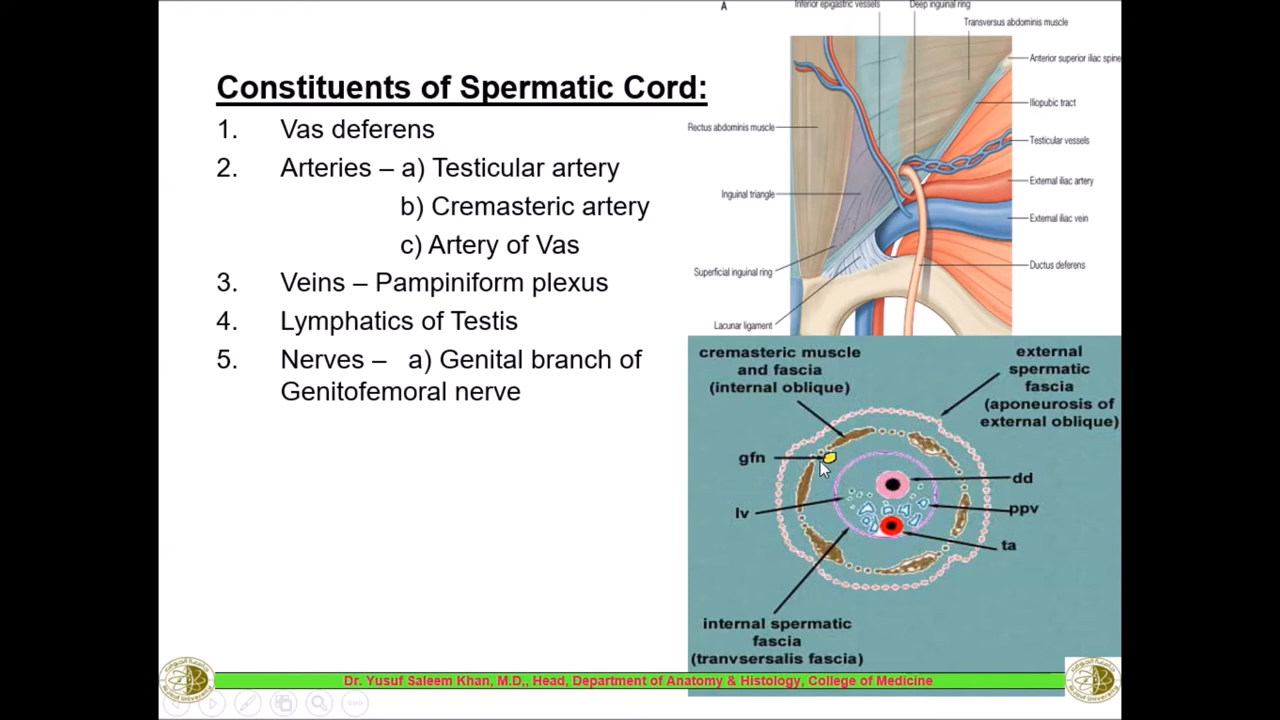 Constituents of Spermatic Cord:
1. Vas deferens
2. Arteries – a) Testicular artery
b) Cremasteric artery
c) Artery of Vas
3. Veins – Pampiniform plexus
4. Lymphatics of Testis
5. Nerves – a) Genital branch of
Genitofemoral nerve
A
Inferior epigastric vessels
Deep inguinal ring
Transversus abdominis muscle
Anterior superior iliac spine
Iliopubic tract
Rectus abdominis muscle
Testicular vessels
External iliac artery
Inguinal triangle
External iliac vein
Ductus deferens
Superficial inguinal ring
Lacunar ligament
cremasteric muscle
and fascia
(internal oblique)
external
spermatic
fascia
(aponeurosis of
external oblique)
gfn
dd
lv
ppv
ta
internal spermatic
fascia
(tranvsersalis fascia)
Dr. Yusuf Saleem Khan, M.D,, Head, Department of Anatomy & Histology, College of Medicine